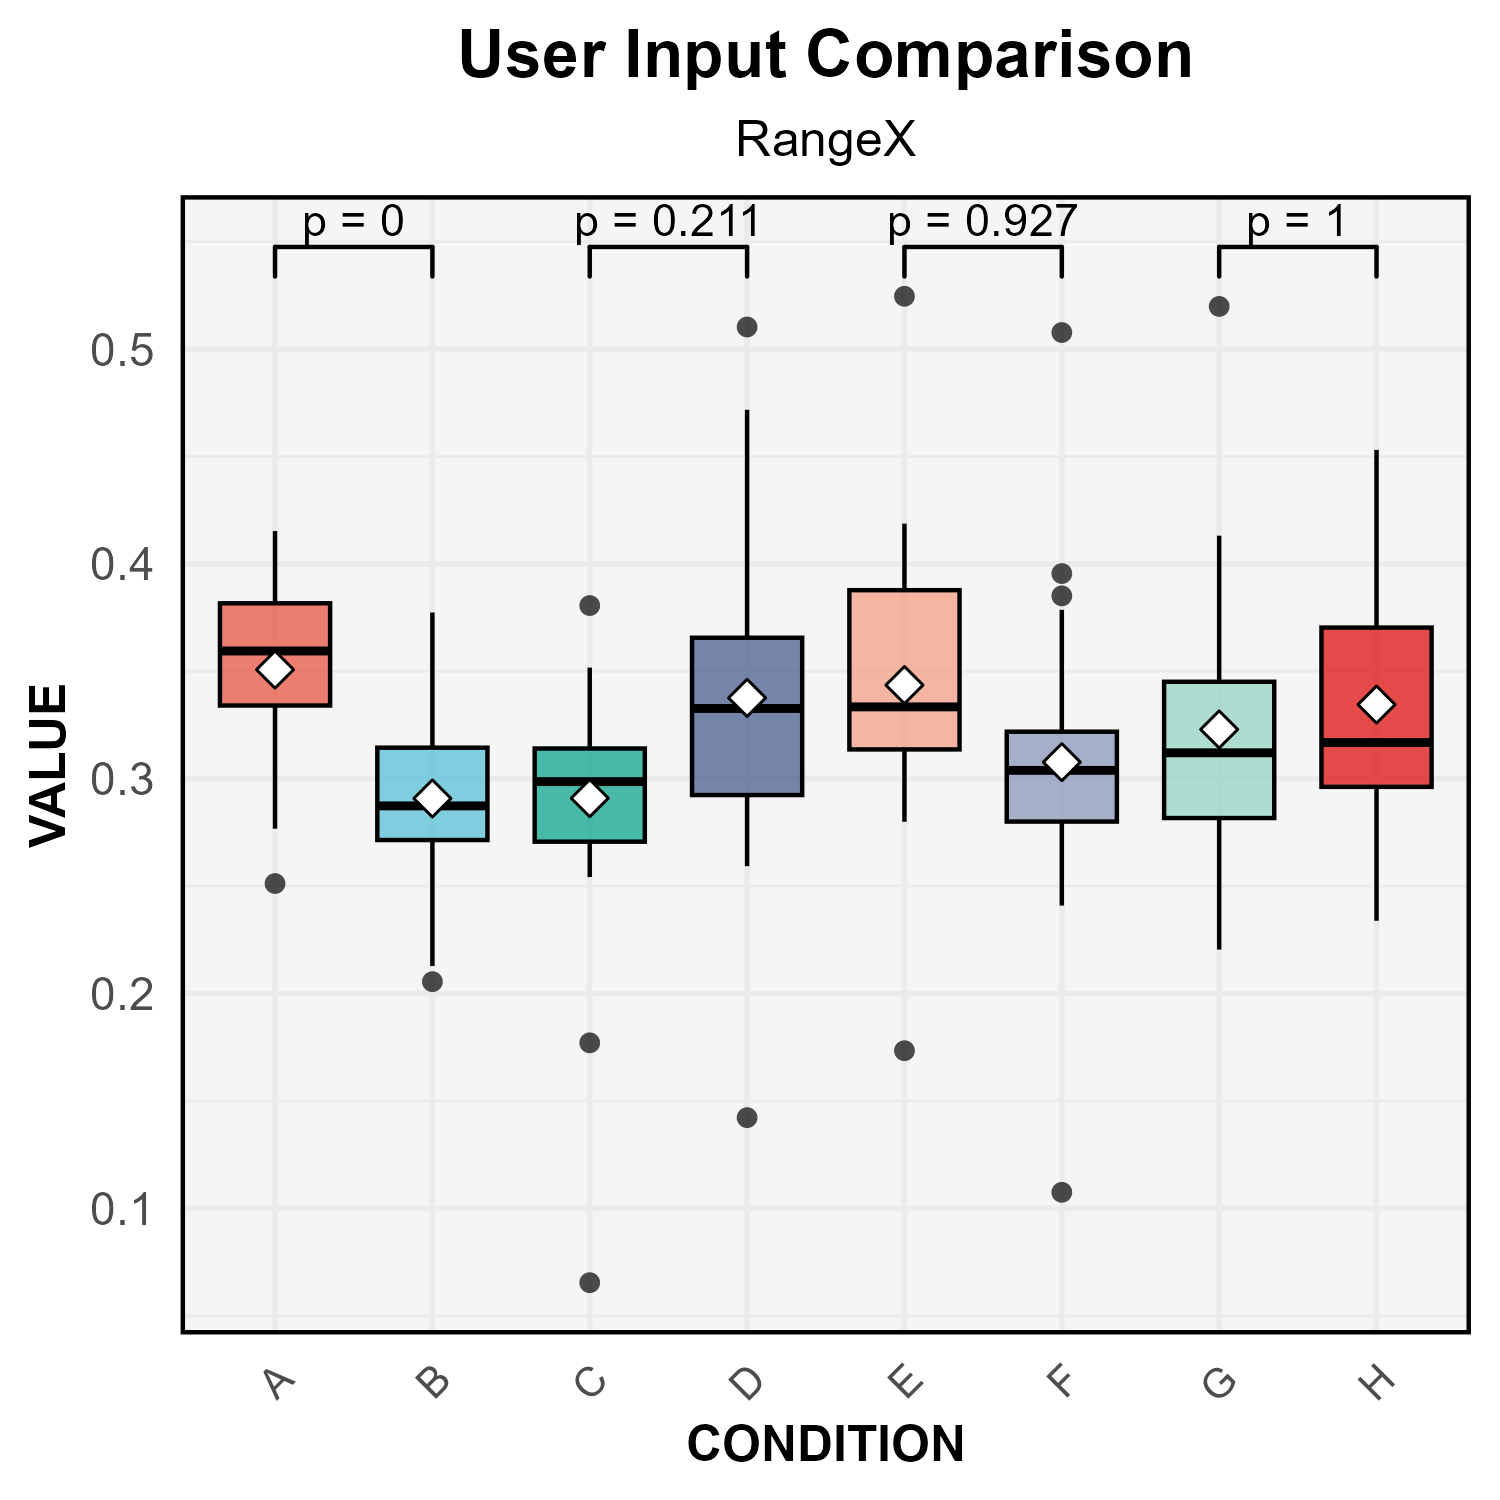 User Input Comparison
RangeX
p = 0
p = 0.211
p = 0.927
p = 1
0.5
0.4
0.3
0.2
0.1
VALUE
A
B
C
D
E
F
G
H
CONDITION